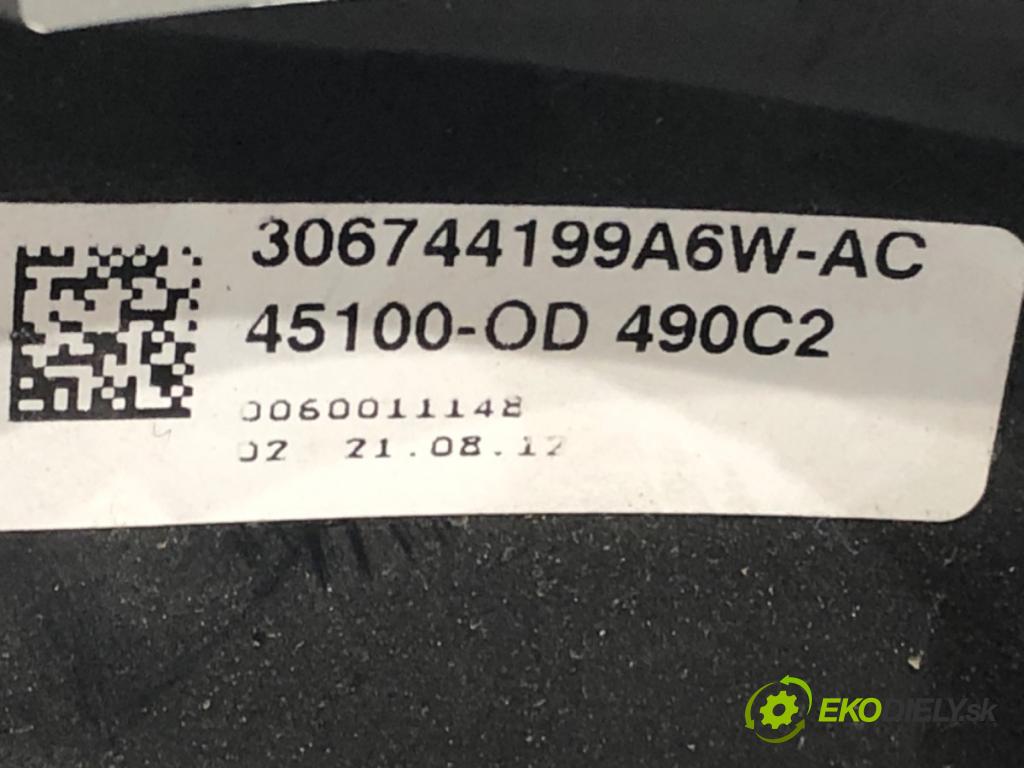 306744199A6W-AC
45100-OD 490C2
0060011148
02 21.08.12
EKODIELY.sk